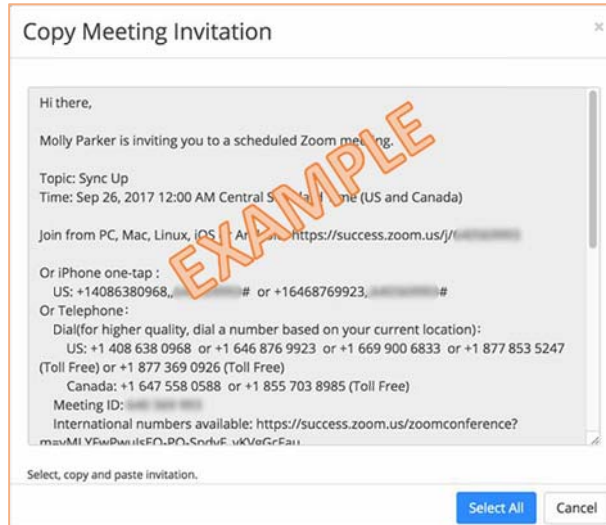 Copy Meeting Invitation
×
Hi there,
Molly Parker is inviting you to a scheduled Zoom meeting.
Topic: Sync Up
Time: Sep 26, 2017 12:00 AM Central Time (US and Canada)
Join from PC, Mac, Linux, iOS https://success.zoom.us/j/
Or iPhone one-tap :
US: +14086380968,, # or +16468769923, #
Or Telephone:
Dial(for higher quality, dial a number based on your current location):
US: +1 408 638 0968 or +1 646 876 9923 or +1 669 900 6833 or +1 877 853 5247
(Toll Free) or +1 877 369 0926 (Toll Free)
Canada: +1 647 558 0588 or +1 855 703 8985 (Toll Free)
Meeting ID:
International numbers available: https://success.zoom.us/zoomconference?
EXAMPLE
Select, copy and paste invitation.
Select All
Cancel